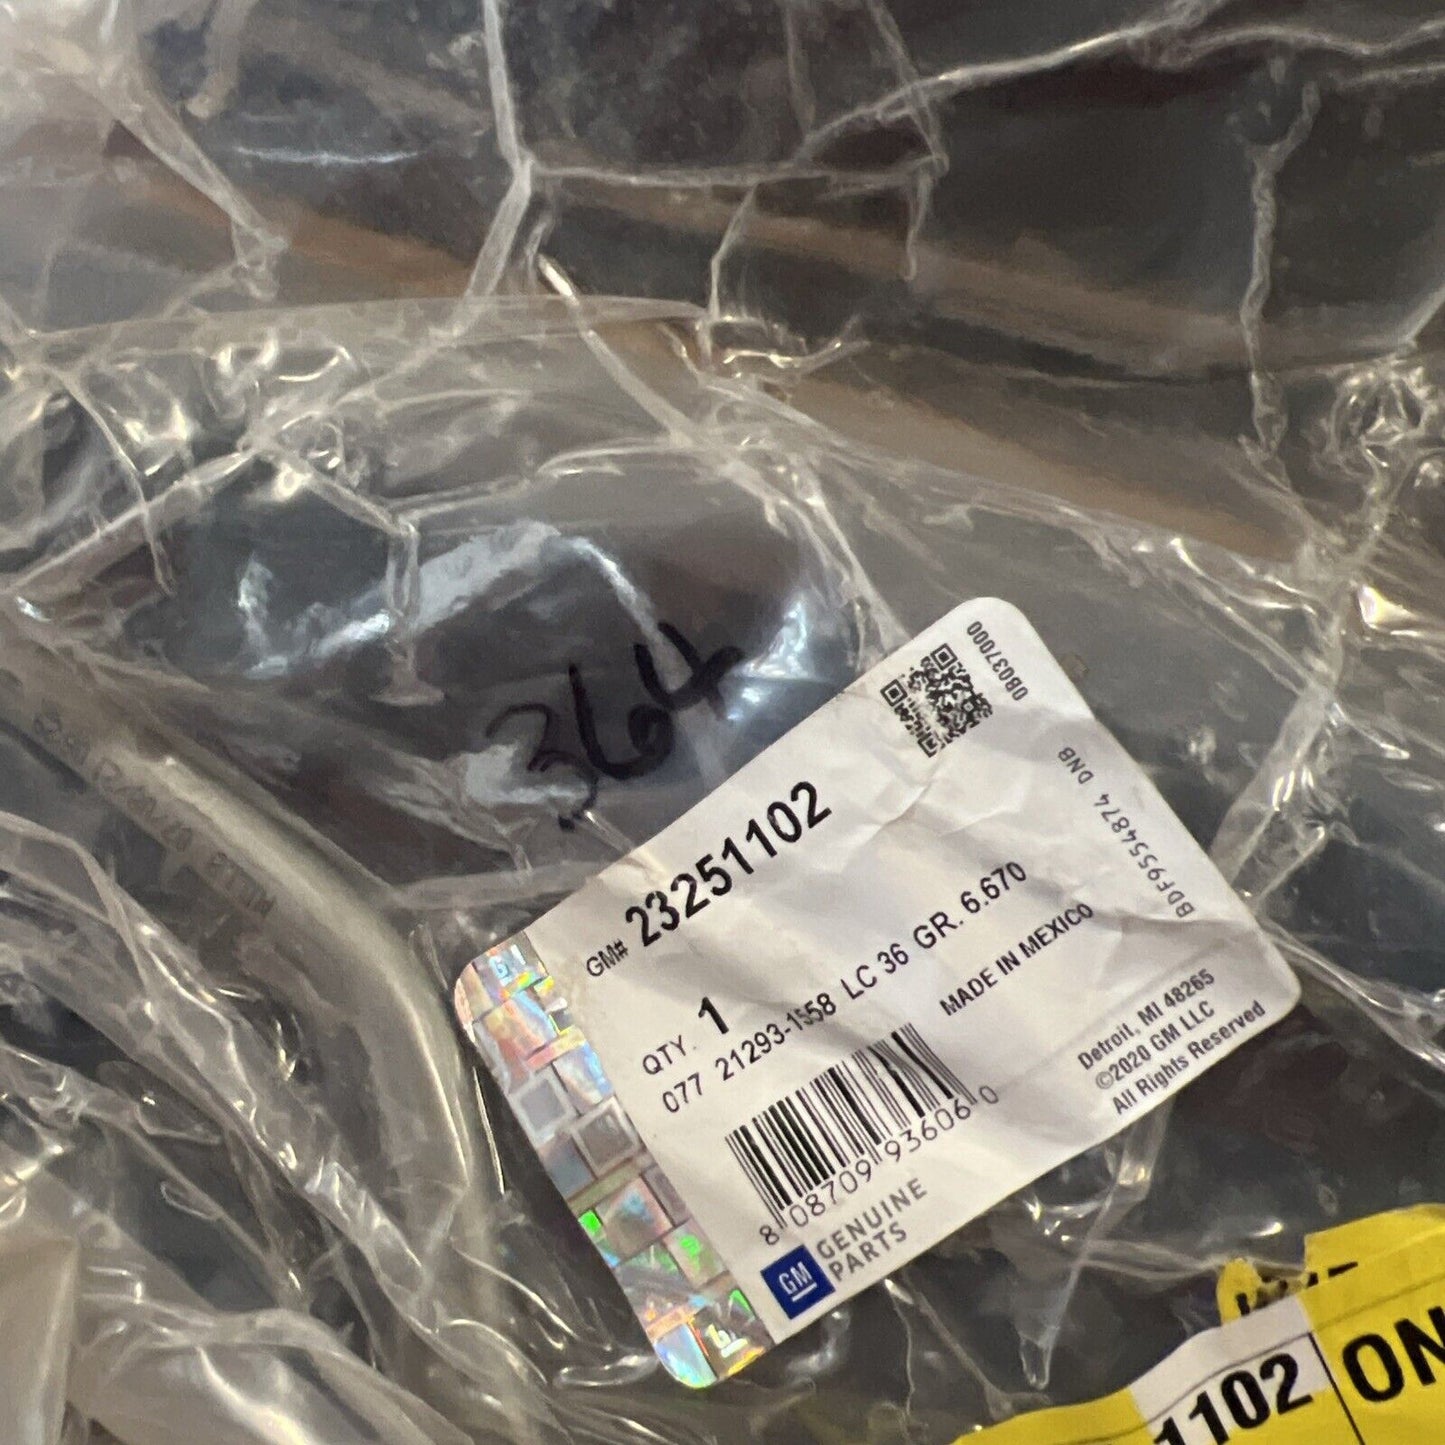 364
08037000
GM# 23251102
BDF9554874 DNB
QTY. 1
077 21293-1558 LC 36 GR. 6.670
MADE IN MEXICO
Detroit, MI 48265
©2020 GM LLC
All Rights Reserved
8 08709 93606 0
GM GENUINE
PARTS
1102
ON